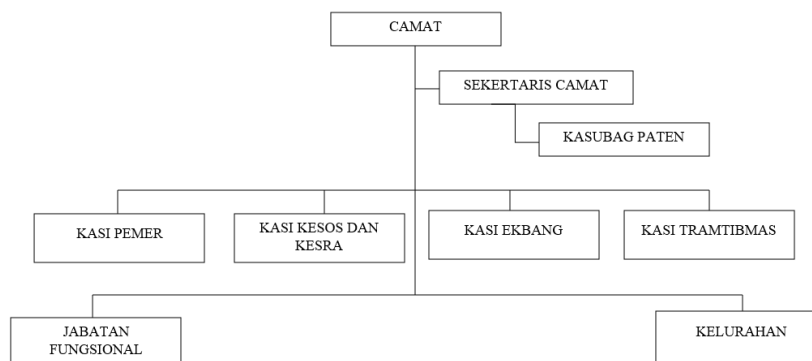 CAMAT
SEKERTARIS CAMAT
KASUBAG PATEN
KASI PEMER
KASI KESOS DAN
KESRA
KASI EKBANG
KASI TRAMTIBMAS
JABATAN
FUNGSIONAL
KELURAHAN